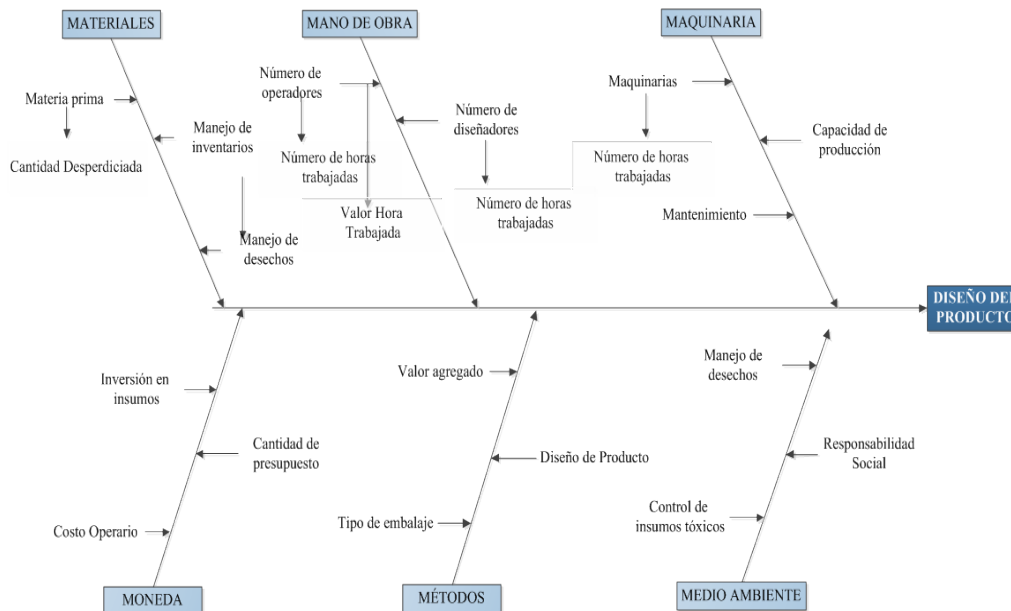 MATERIALES
MANO DE OBRA
MAQUINARIA
Materia prima
Cantidad Desperdiciada
Manejo de
inventarios
Manejo de
desechos
Número de
operadores
Número de horas
trabajadas
Valor Hora
Trabajada
Número de
diseñadores
Número de horas
trabajadas
Maquinarias
Número de horas
trabajadas
Capacidad de
producción
Mantenimiento
DISEÑO DEL
PRODUCTO
Inversión en
insumos
Cantidad de
presupuesto
Costo Operario
Valor agregado
Diseño de Producto
Tipo de embalaje
Manejo de
desechos
Responsabilidad
Social
Control de
insumos tóxicos
MONEDA
MÉTODOS
MEDIO AMBIENTE